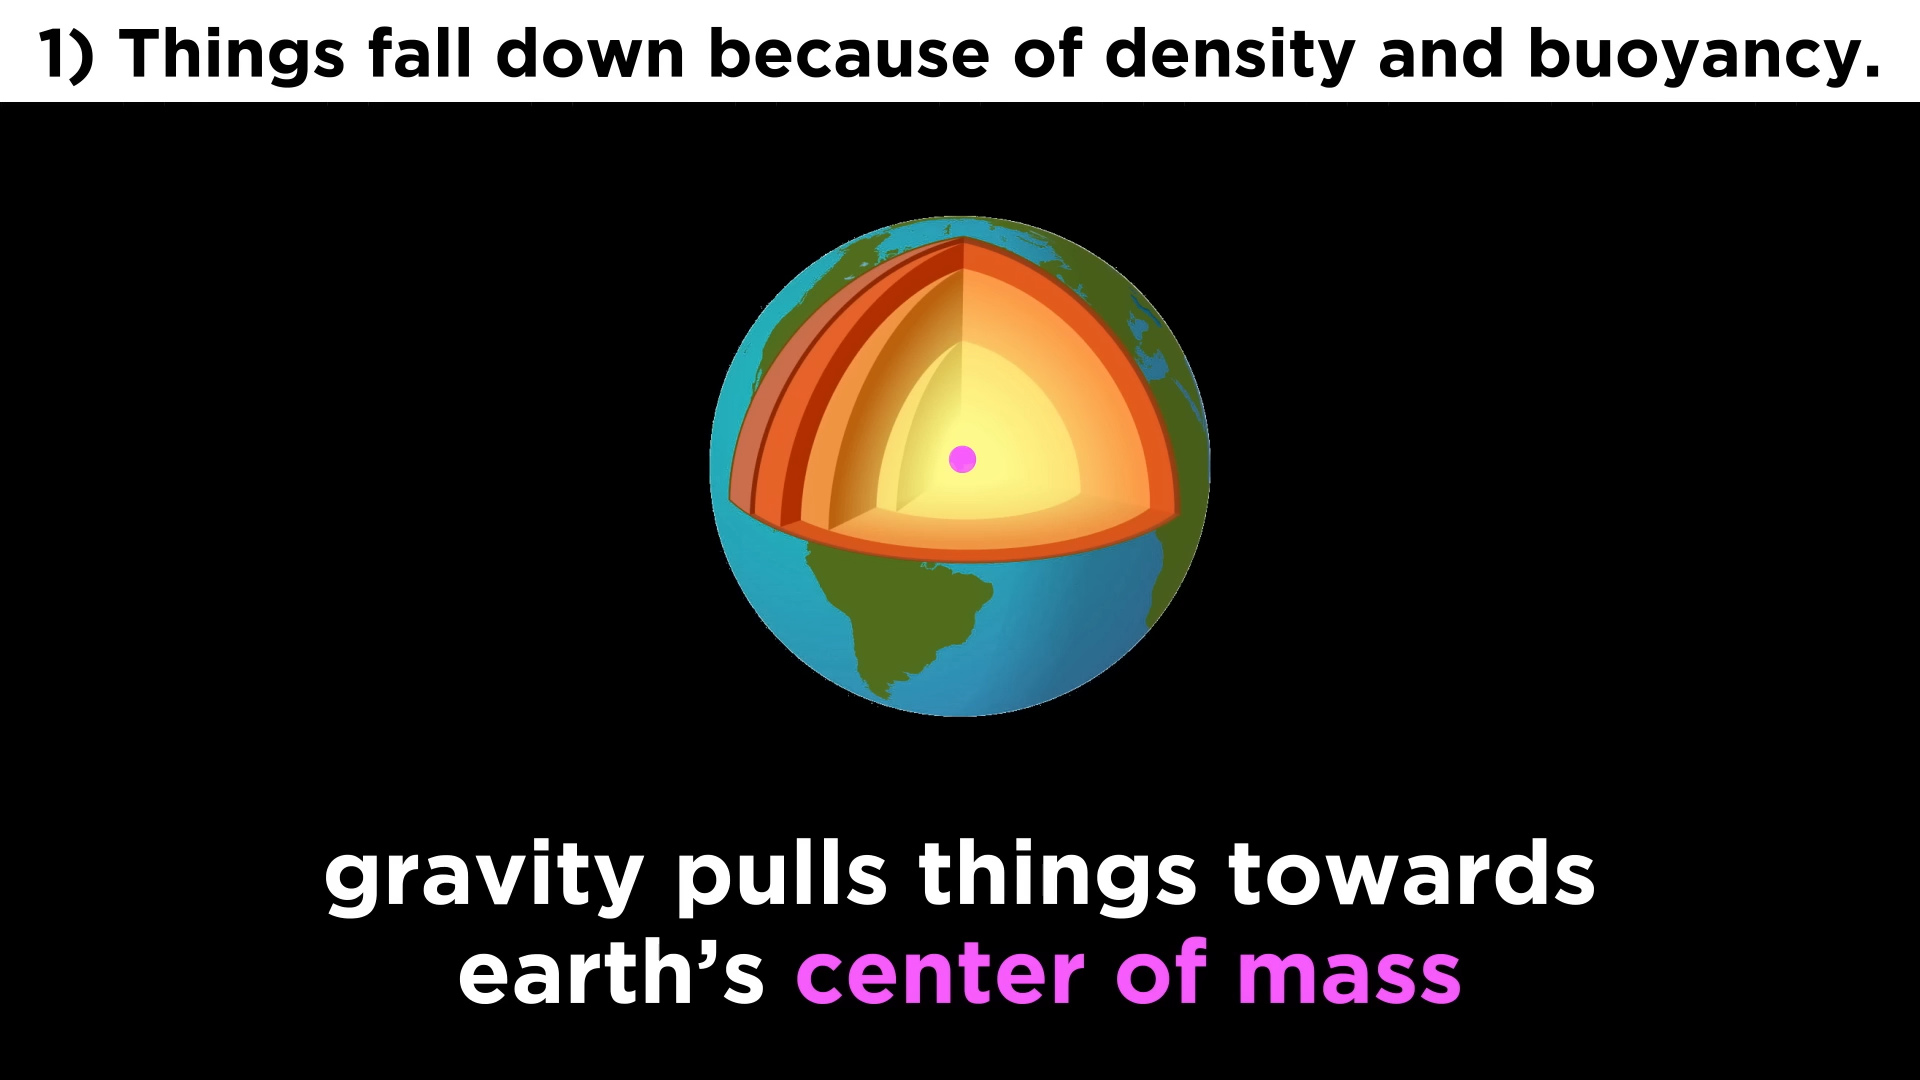 1) Things fall down because of density and buoyancy.
gravity pulls things towards
earth’s center of mass